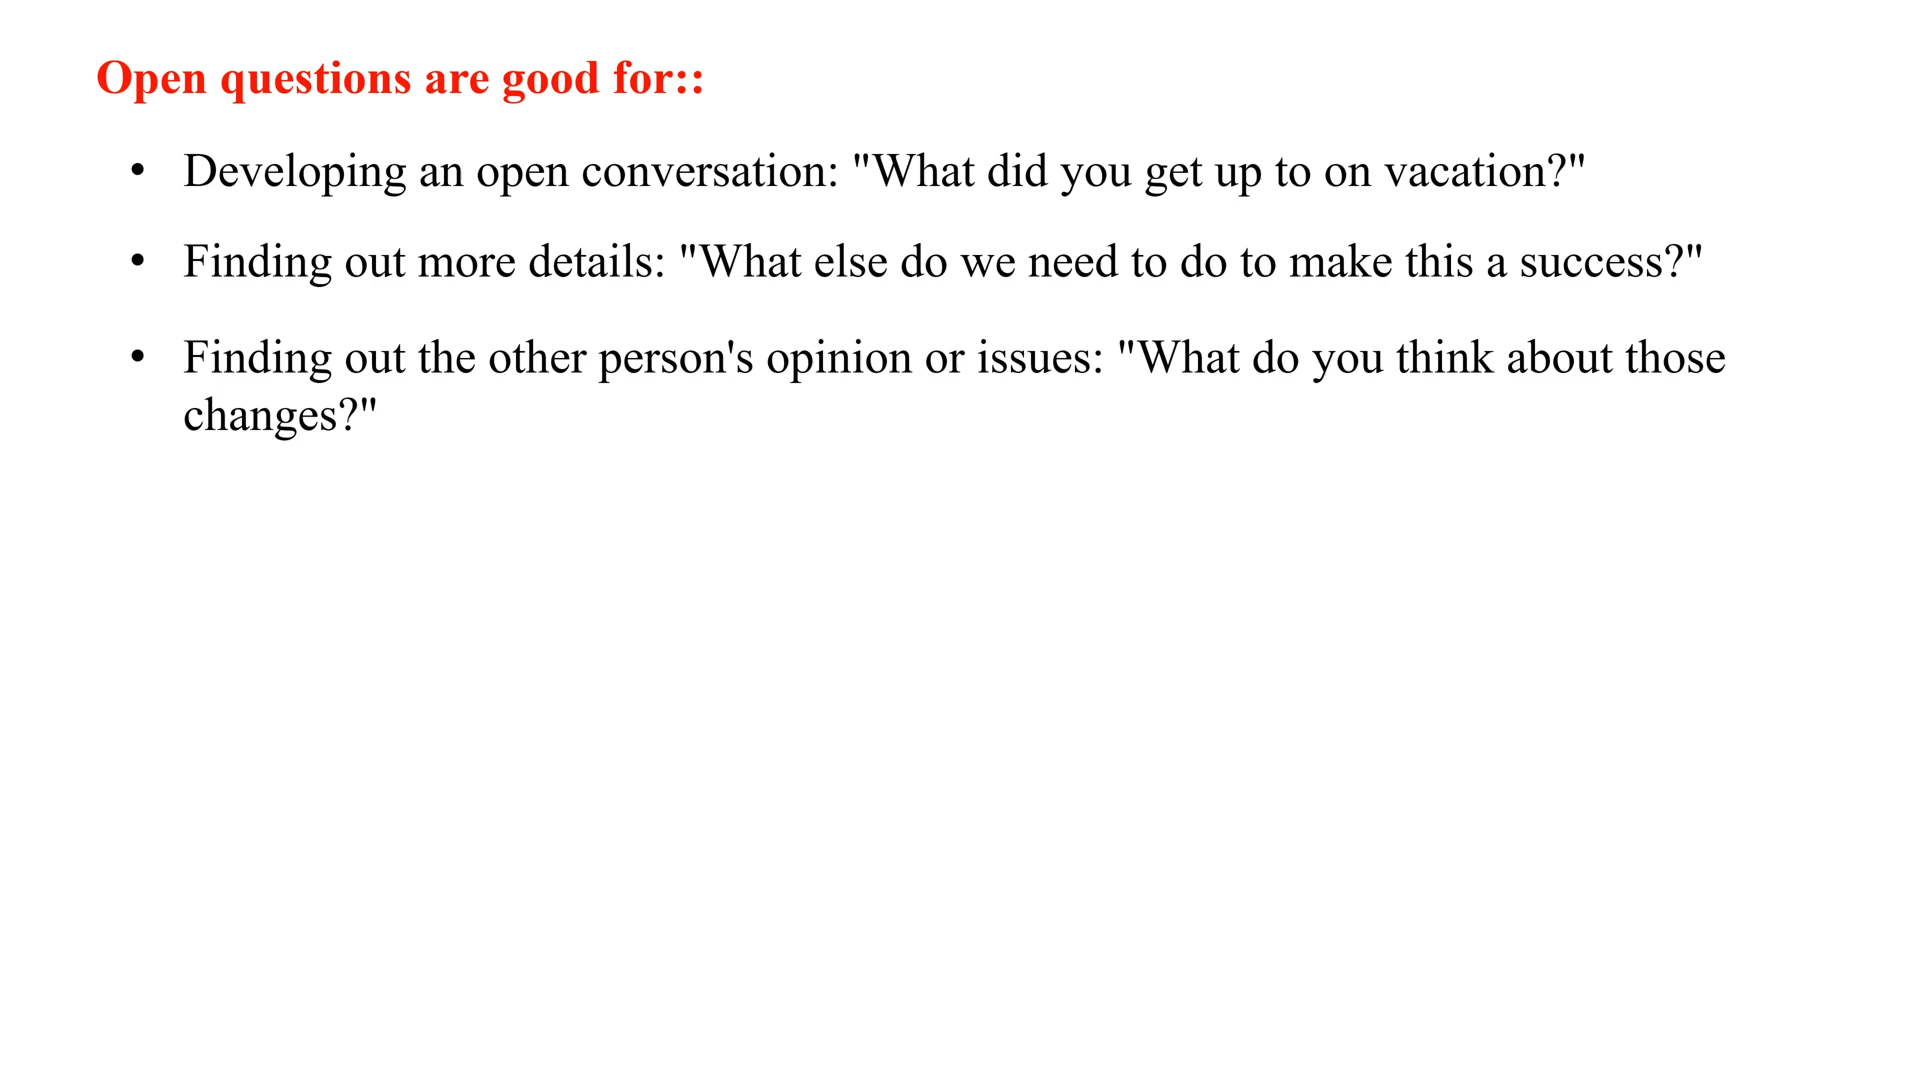 Open questions are good for::
• Developing an open conversation: "What did you get up to on vacation?"
• Finding out more details: "What else do we need to do to make this a success?"
• Finding out the other person's opinion or issues: "What do you think about those
changes?"